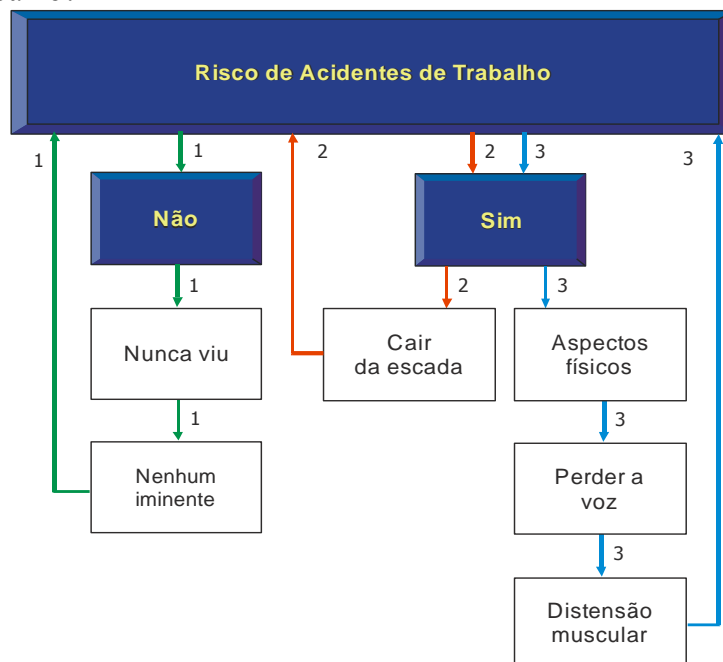 Risco de Acidentes de Trabalho
1
1
2
2
3
3
Não
Sim
1
2
3
Nunca viu
Cair
da escada
Aspectos
físicos
1
3
Nenhum
iminente
Perder a
voz
3
Distensão
muscular